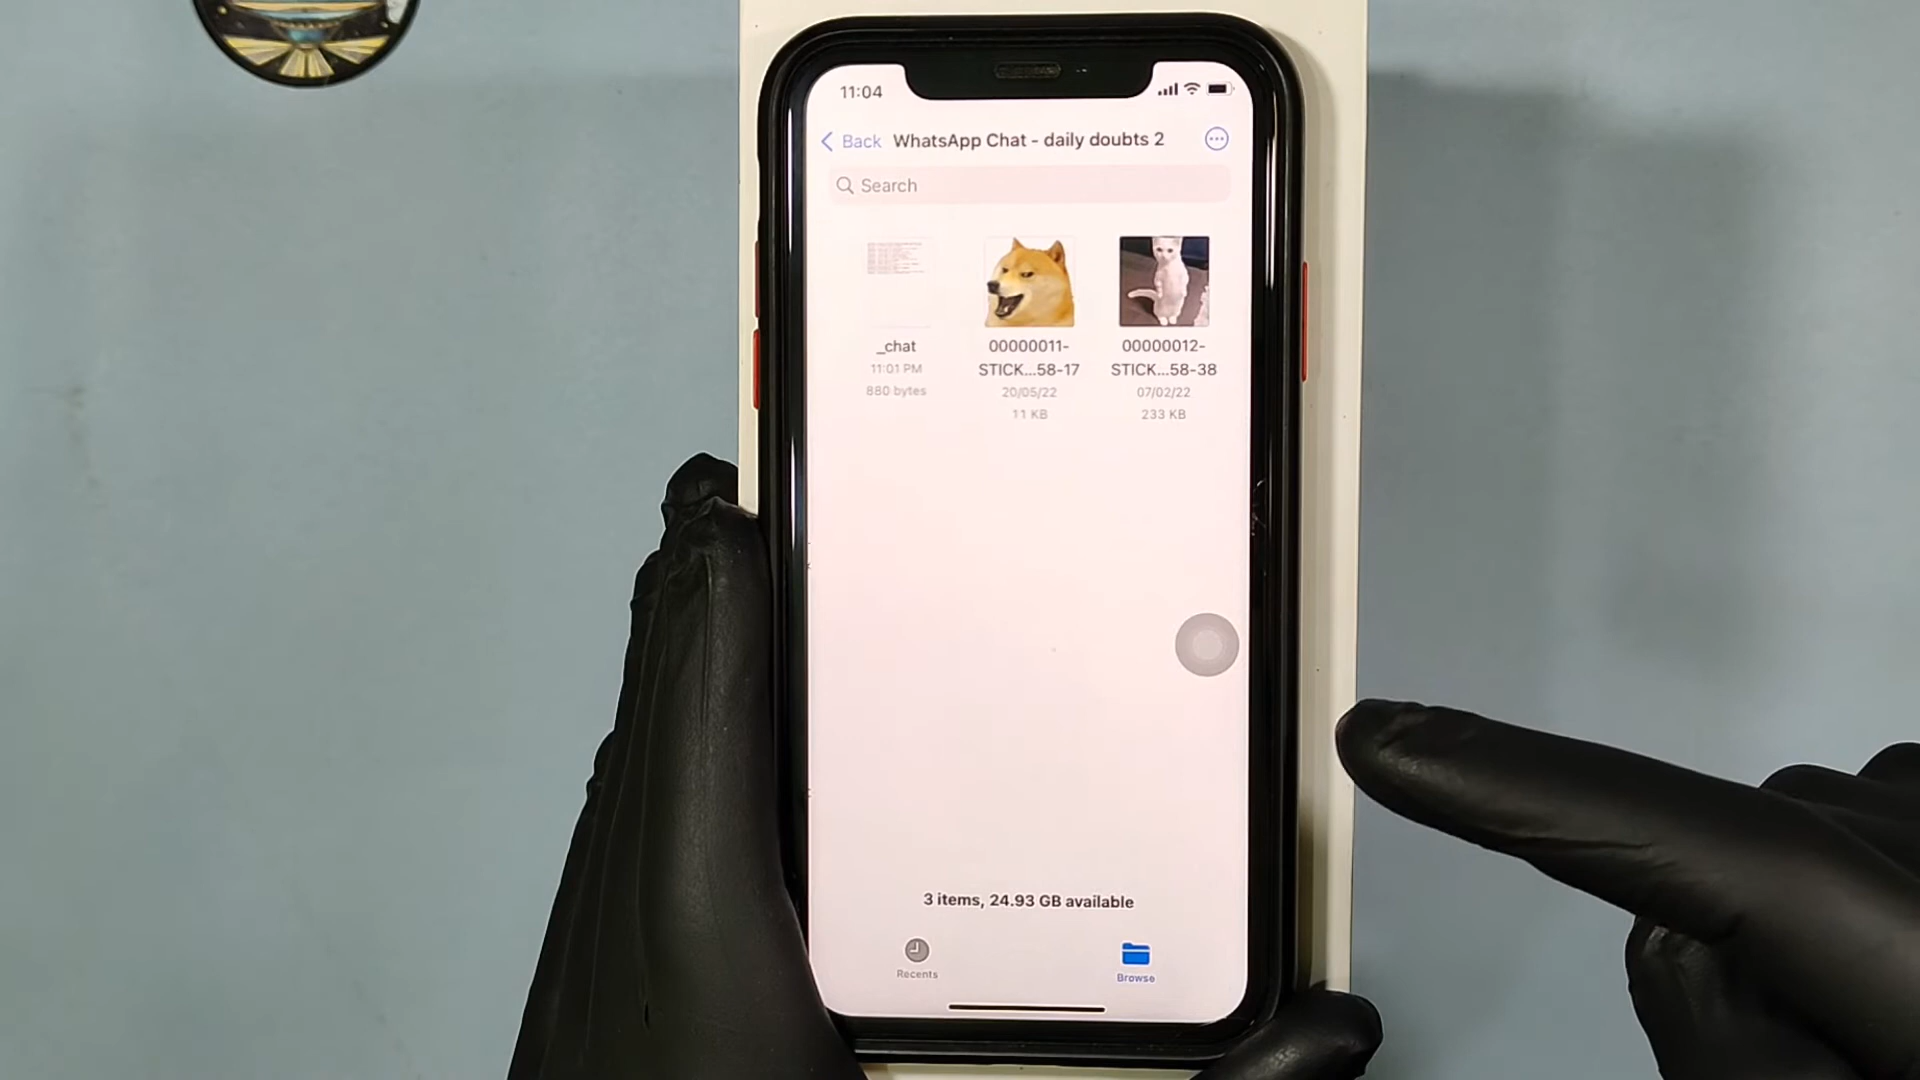 11:04
Back WhatsApp Chat - daily doubts 2
Search
_chat
11:01 PM
880 bytes
00000011-
STICK...58-17
20/05/22
11 KB
00000012-
STICK...58-38
07/02/22
233 KB
3 items, 24.93 GB available
Recents
Browse